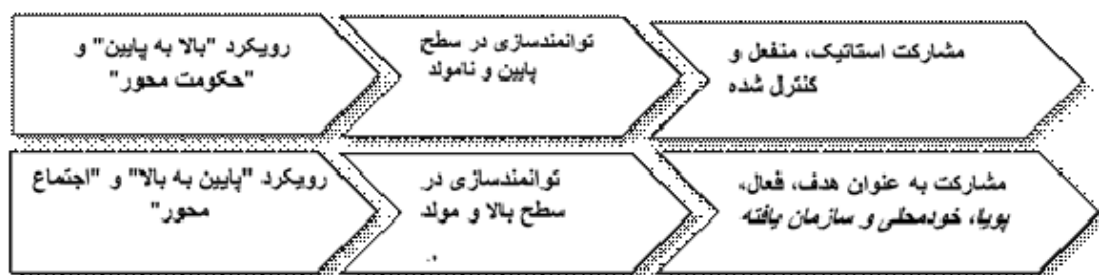 رویکرد "بالا به پایین" و
"حکومت محور"
توانمندسازی در سطح
پایین و نامولد
مشارکت استاتیک، منفعل و
کنترل شده
رویکرد "پایین به بالا" و "اجتماع
محور"
توانمندسازی در
سطح بالا و مولد
.
مشارکت به عنوان هدف، فعال،
پویا، خودمحلی و سازمان یافته